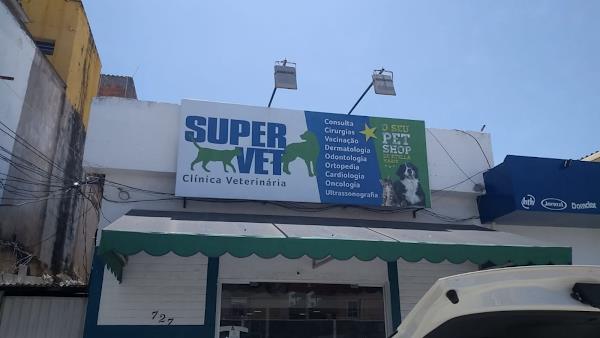 SUPER
VET
Clínica Veterinária
Consulta
Cirurgias
Vacinação
Dermatologia
Odontologia
Ortopedia
Cardiologia
Oncologia
Ultrassonografia
O SEU
PET
SHOP
727